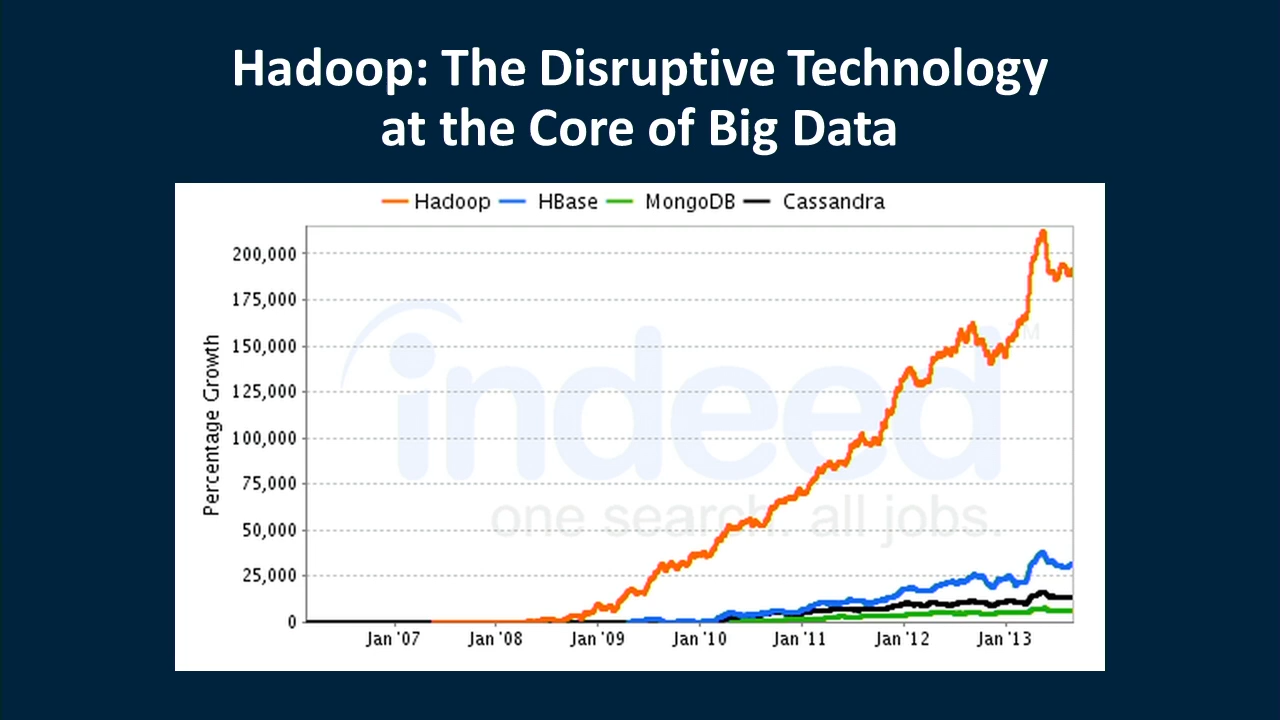 Hadoop: The Disruptive Technology
at the Core of Big Data
Hadoop HBase MongoDB Cassandra
Percentage Growth
200,000
175,000
150,000
125,000
100,000
75,000
50,000
25,000
0
indeed TM
one search. all jobs.
Jan '07 Jan '08 Jan '09 Jan '10 Jan '11 Jan '12 Jan '13